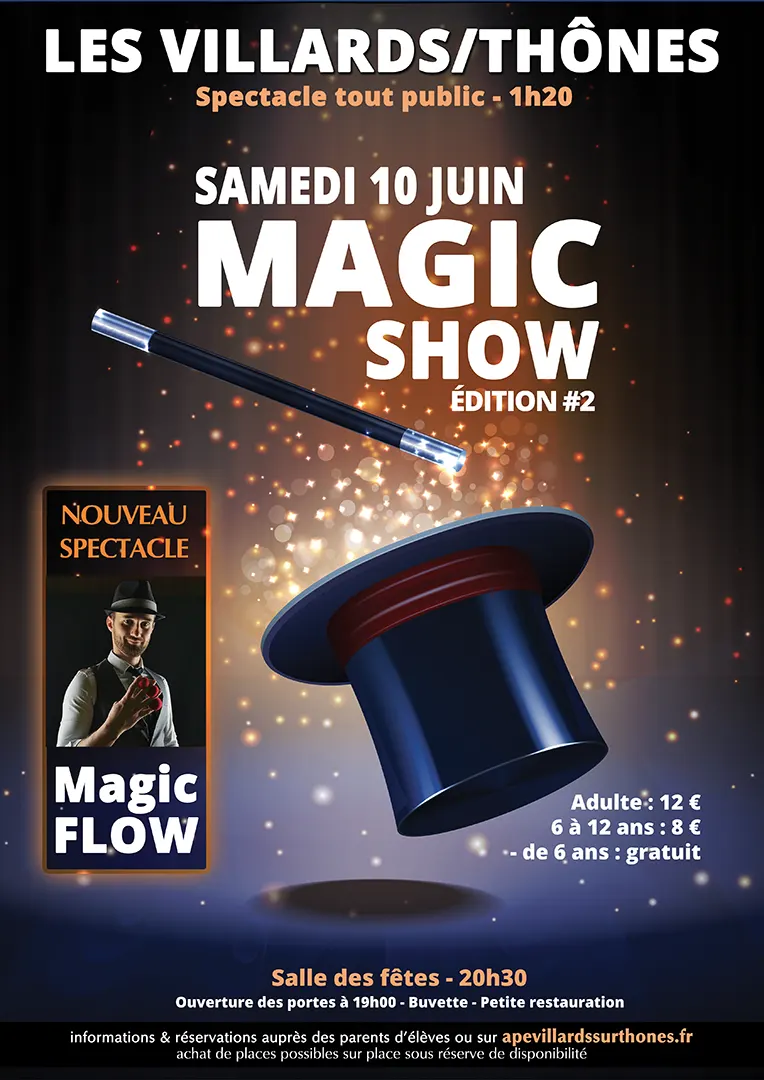 LES VILLARDS/THÔNES
Spectacle tout public - 1h20
SAMEDI 10 JUIN
MAGIC
SHOW
ÉDITION #2
NOUVEAU
SPECTACLE
Magic
FLOW
Adulte : 12 €
6 à 12 ans : 8 €
- de 6 ans : gratuit
Salle des fêtes - 20h30
Ouverture des portes à 19h00 - Buvette - Petite restauration
informations & réservations auprès des parents d'élèves ou sur apevillardssurthones.fr
achat de places possibles sur place sous réserve de disponibilité